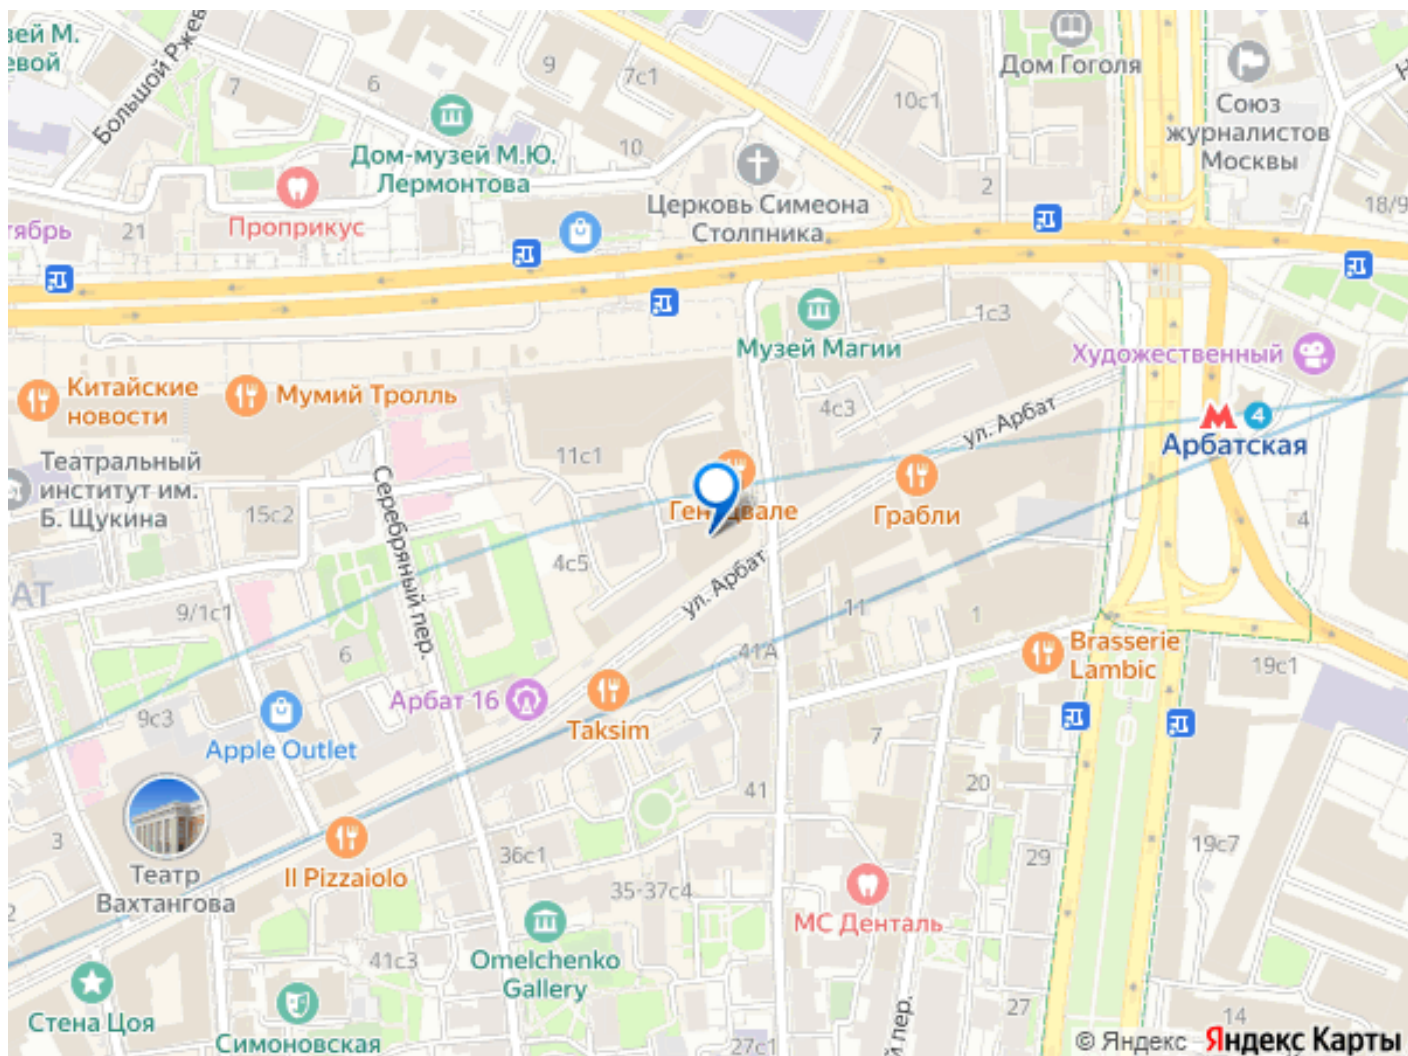 зей М.
евой
Большой Ржев
7
6
9
7с1
10с1
Дом Гоголя
Союз
журналистов
Москвы
Дом-музей М.Ю.
Лермонтова
10
Проприкус
Церковь Симеона
Столпника
2
18/9
тябрь
21
Музей Магии
1с3
Художественный
Китайские
новости
Мумий Тролль
4с3
ул. Арбат
Арбатская
4
Театральный
институт им.
Б. Щукина
11с1
15с2
Серебряный пер.
Грабли
4
АТ
4с5
ул. Арбат
9/1с1
6
11
1
41А
Brasserie
Lambic
19с1
Арбат 16
Taksim
9с3
Apple Outlet
7
20
41
3
Театр
Вахтангова
Il Pizzaiolo
36с1
35-37с4
29
19с7
МС Денталь
2
Omelchenko
Gallery
41с3
Стена Цоя
Симоновская
27с1
й пер.
27
14
© Яндекс Яндекс Карты